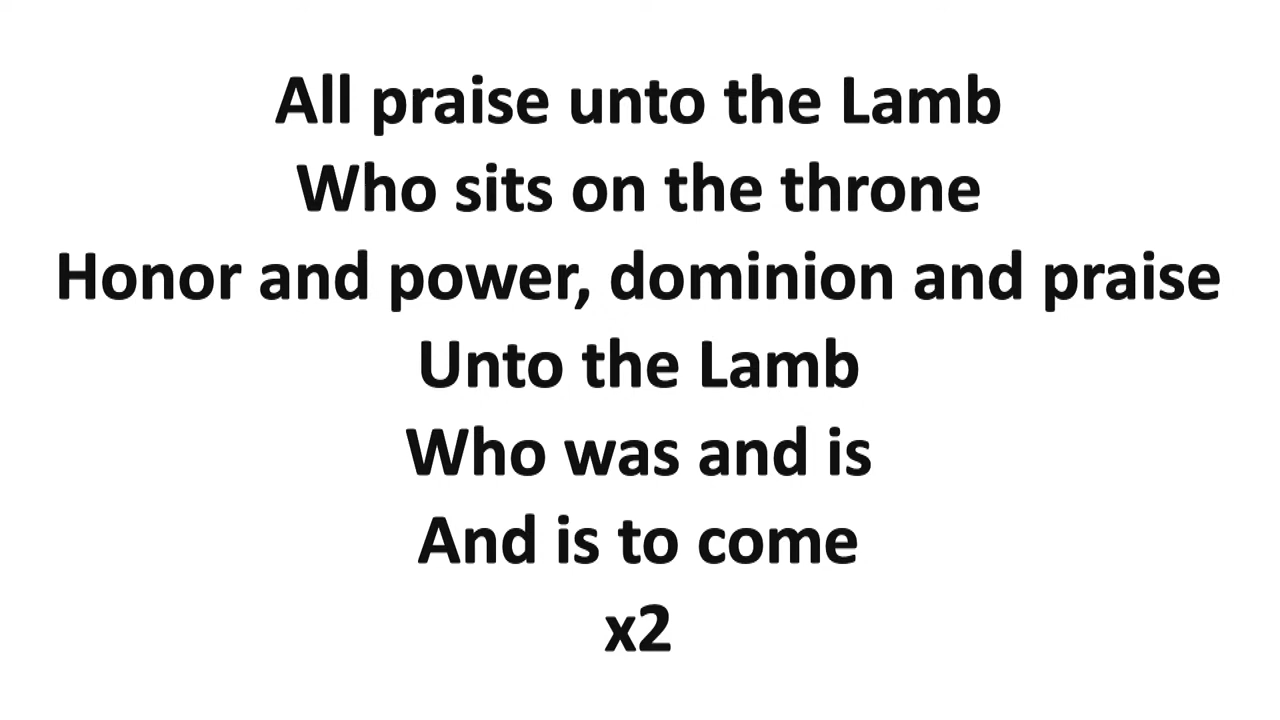 All praise unto the Lamb
Who sits on the throne
Honor and power, dominion and praise
Unto the Lamb
Who was and is
And is to come
x2